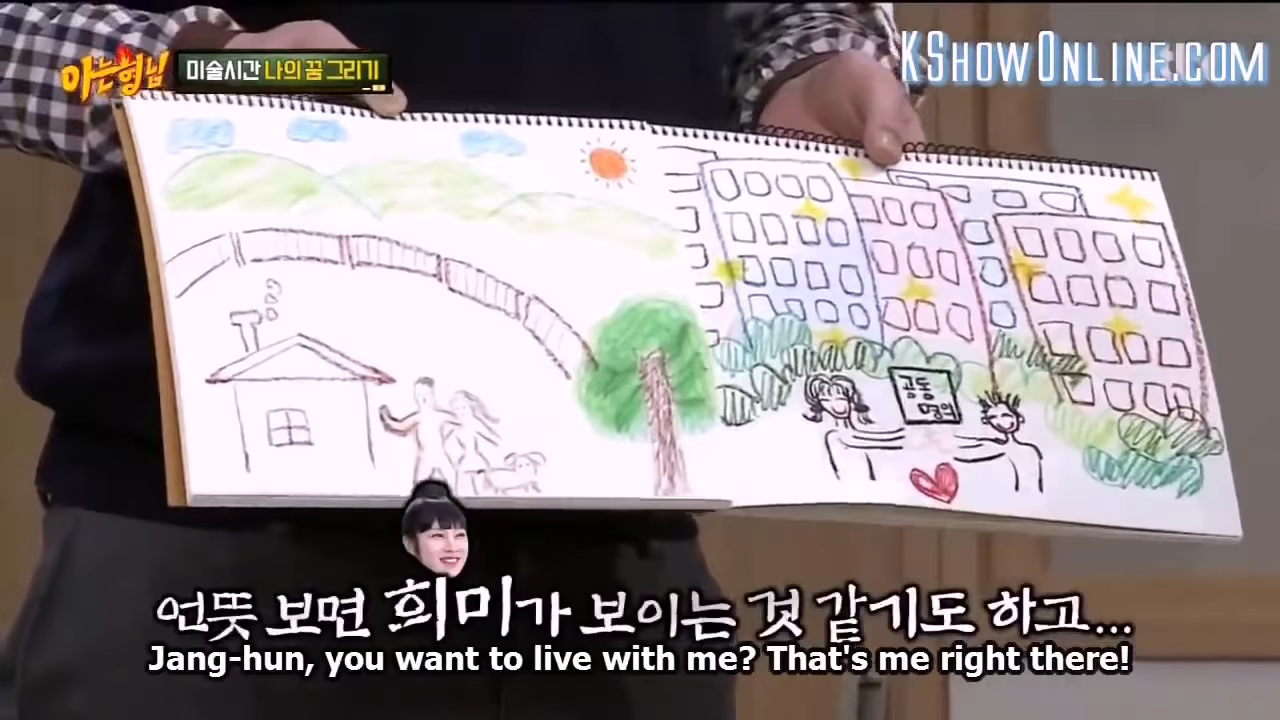 아는형님
미술시간 나의 꿈 그리기
KSHOWONLINE.COM
공동
명의
언뜻 보면 희미가 보이는 것 같기도 하고...
Jang-hun, you want to live with me? That's me right there!